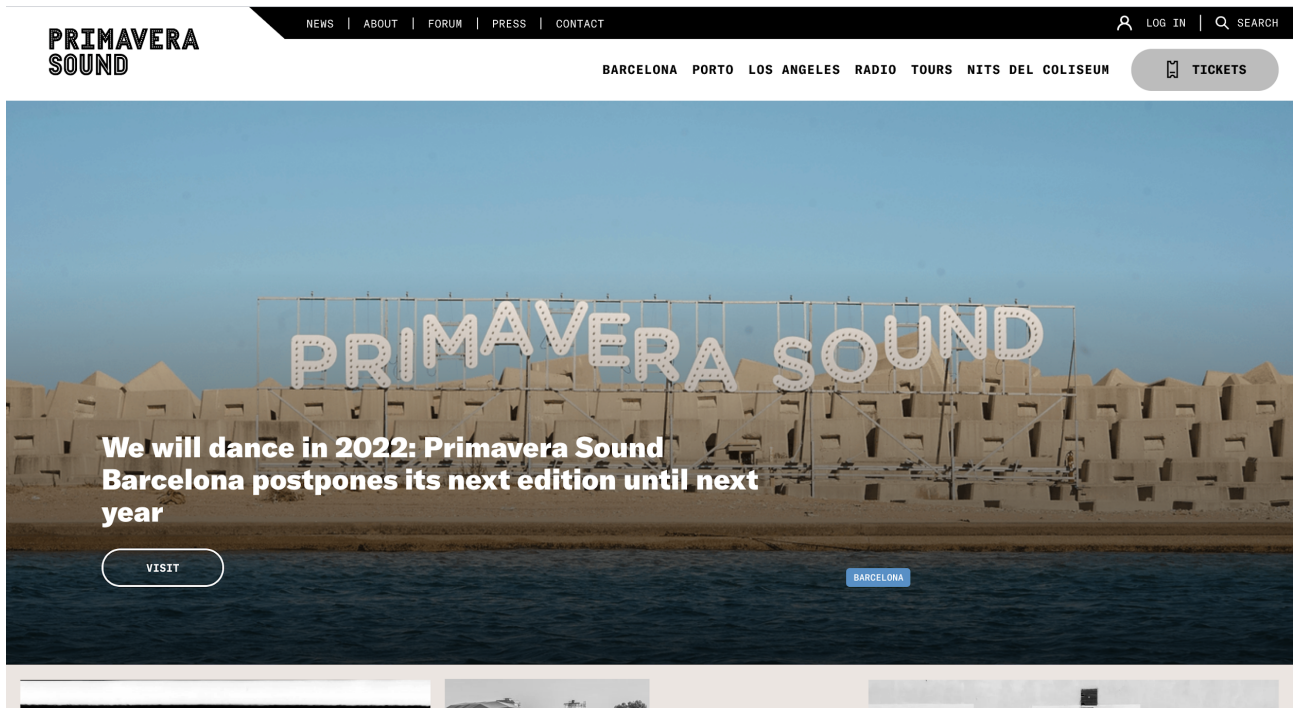 PRIMAVERA
SOUND
NEWS | ABOUT | FORUM | PRESS | CONTACT
LOG IN | SEARCH
BARCELONA PORTO LOS ANGELES RADIO TOURS NITS DEL COLISEUM
TICKETS
PRIMAVERA SOUND
We will dance in 2022: Primavera Sound
Barcelona postpones its next edition until next
year
VISIT
BARCELONA